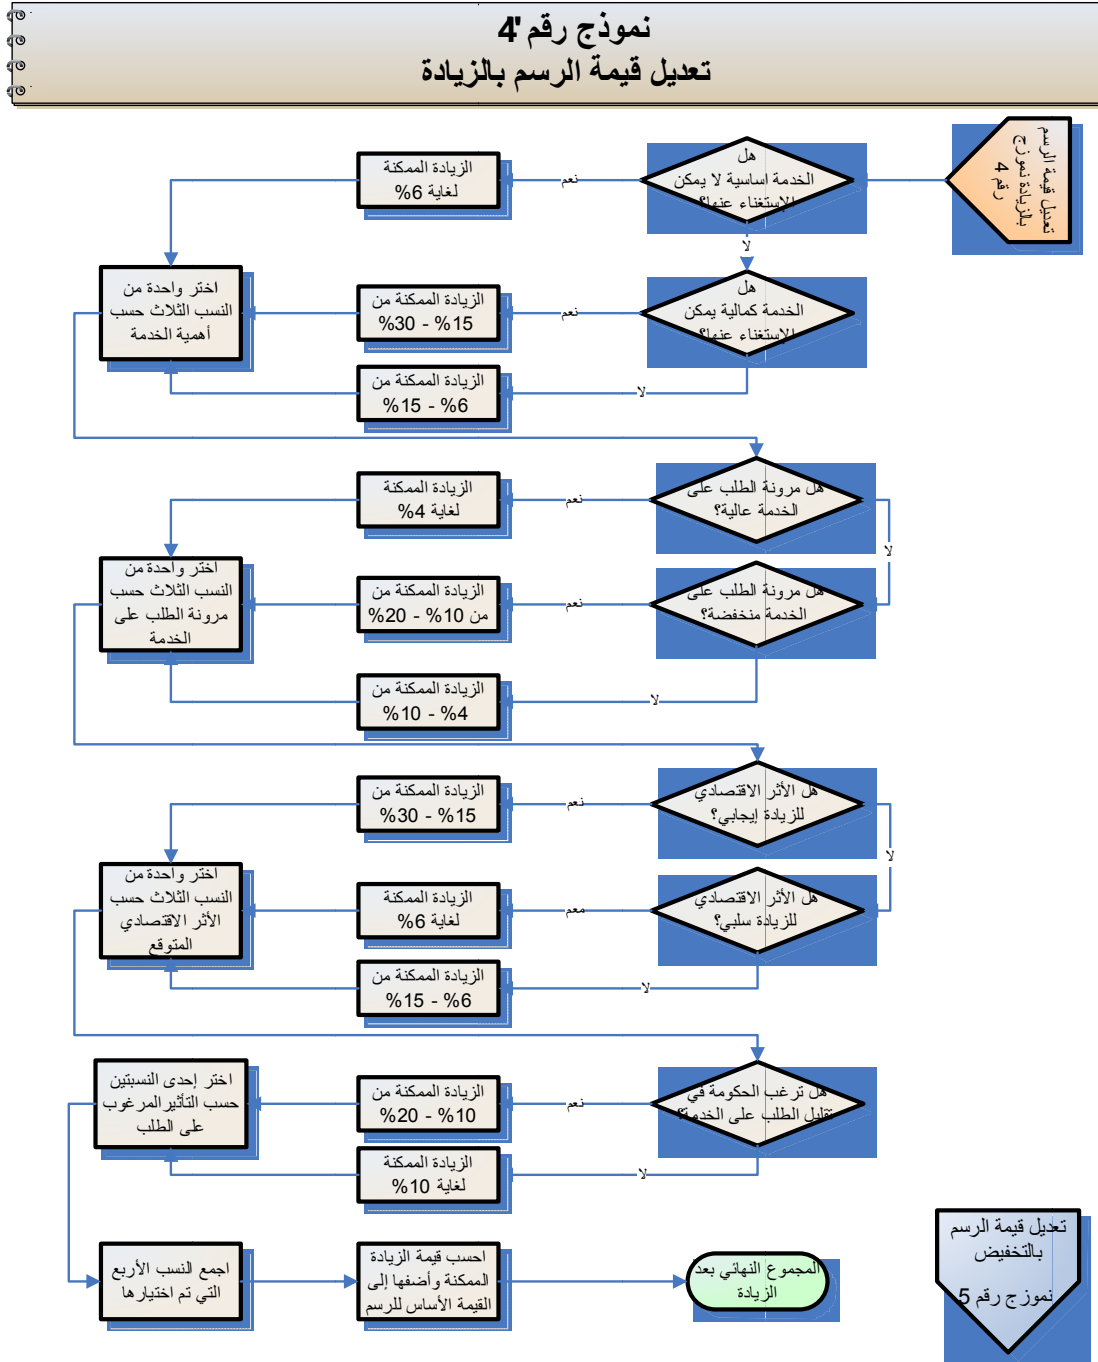 نموذج رقم '4
تعديل قيمة الرسم بالزيادة
تعديل قيمة الرسم
بالزيادة نموزج
رقم 4
هل
الخدمة اساسية لا يمكن
الإستغناء عنها؟
نعم
الزيادة الممكنة
لغاية 6%
لا
هل
الخدمة كمالية يمكن
الإستغناء عنها؟
نعم
الزيادة الممكنة من
15% - 30%
اختر واحدة من
النسب الثلاث حسب
أهمية الخدمة
لا
الزيادة الممكنة من
6% - 15%
هل مرونة الطلب على
الخدمة عالية؟
نعم
الزيادة الممكنة
لغاية 4%
لا
هل مرونة الطلب على
الخدمة منخفضة؟
نعم
الزيادة الممكنة من
من 10% - 20%
اختر واحدة من
النسب الثلاث حسب
مرونة الطلب على
الخدمة
لا
الزيادة الممكنة من
4% - 10%
هل الأثر الاقتصادي
للزيادة إيجابي؟
نعم
الزيادة الممكنة من
15% - 30%
لا
هل الأثر الاقتصادي
للزيادة سلبي؟
معم
الزيادة الممكنة
لغاية 6%
اختر واحدة من
النسب الثلاث حسب
الأثر الاقتصادي
المتوقع
لا
الزيادة الممكنة من
6% - 15%
هل ترغب الحكومة في
تقليل الطلب على الخدمة؟
نعم
الزيادة الممكنة من
10% - 20%
اختر إحدى النسبتين
حسب التأثير المرغوب
على الطلب
لا
الزيادة الممكنة
لغاية 10%
اجمع النسب الأربع
التي تم اختيارها
احسب قيمة الزيادة
الممكنة وأضفها إلى
القيمة الأساس للرسم
المجموع النهائي بعد
الزيادة
تعديل قيمة الرسم
بالتخفيض
نموزج رقم 5